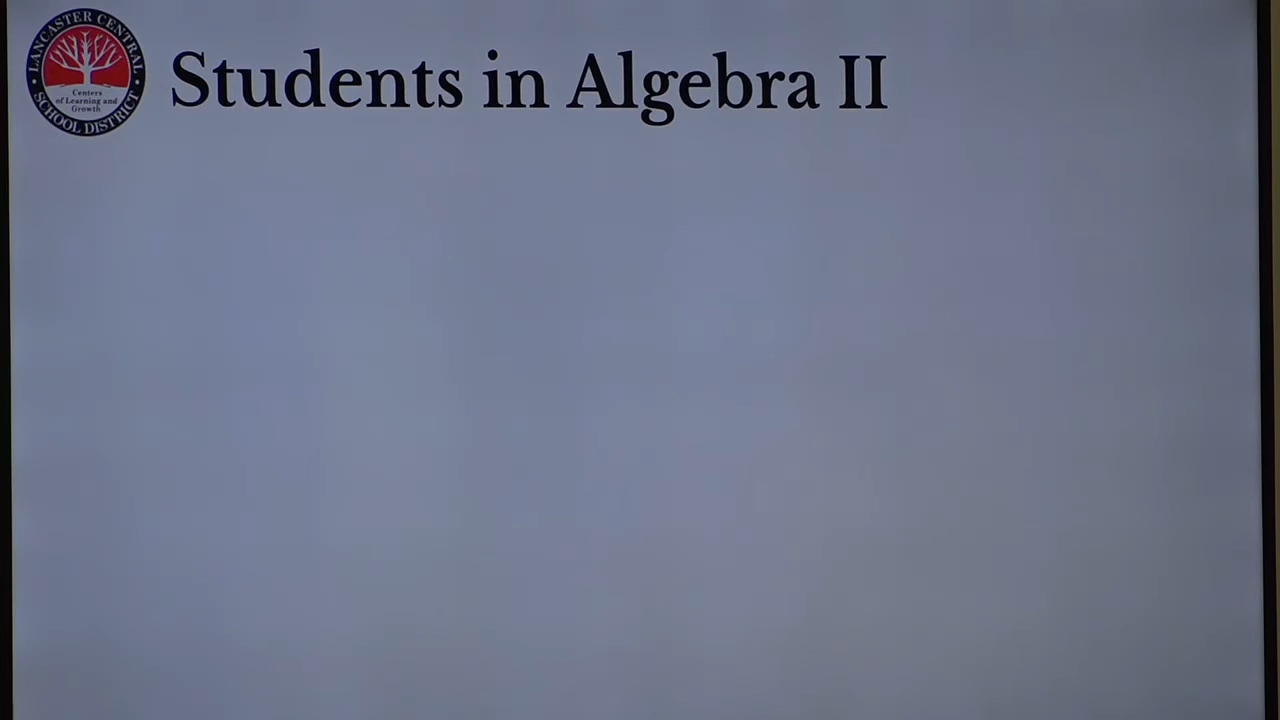 LANCASTER CENTRAL
Centers
of Learning and
Growth
SCHOOL DISTRICT
Students in Algebra II